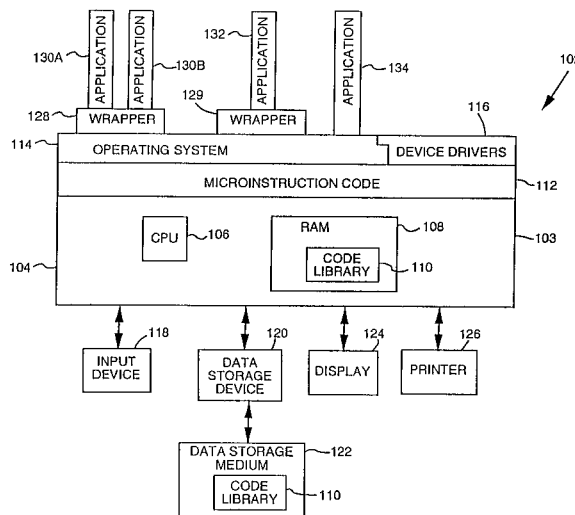 130A
APPLICATION
APPLICATION
130B
132
APPLICATION
APPLICATION
134
128
WRAPPER
129
WRAPPER
116
114
OPERATING SYSTEM
DEVICE DRIVERS
MICROINSTRUCTION CODE
112
CPU
106
RAM
108
CODE
LIBRARY
110
103
104
118
INPUT
DEVICE
120
DATA
STORAGE
DEVICE
124
DISPLAY
126
PRINTER
DATA STORAGE
MEDIUM
122
CODE
LIBRARY
110